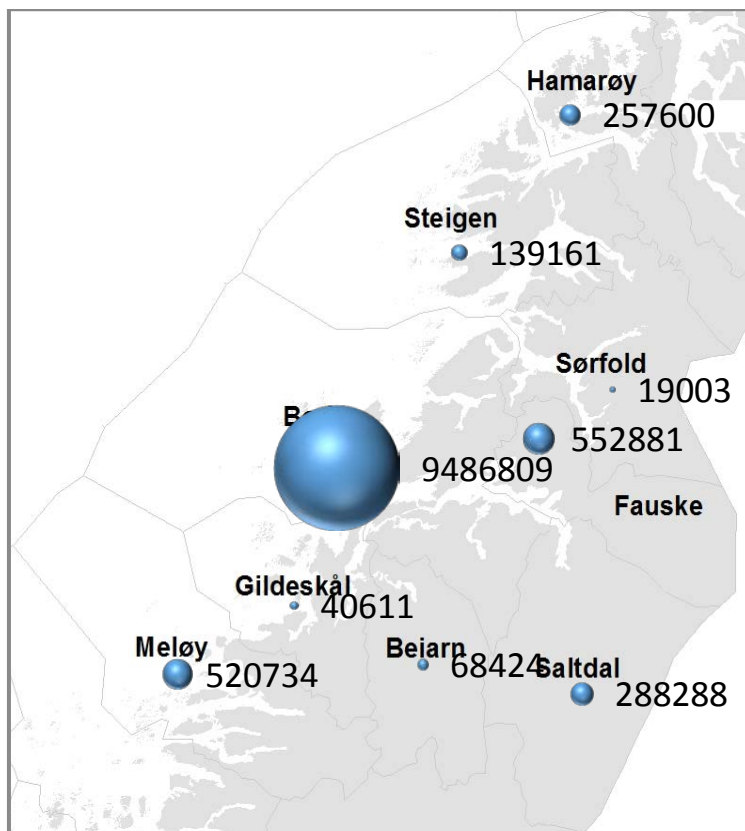 Hamarøy
257600
Steigen
139161
Sørfold
19003
552881
9486809
Fauske
Gildeskål
40611
Meløy
520734
Beiarn
68424
Saltdal
288288